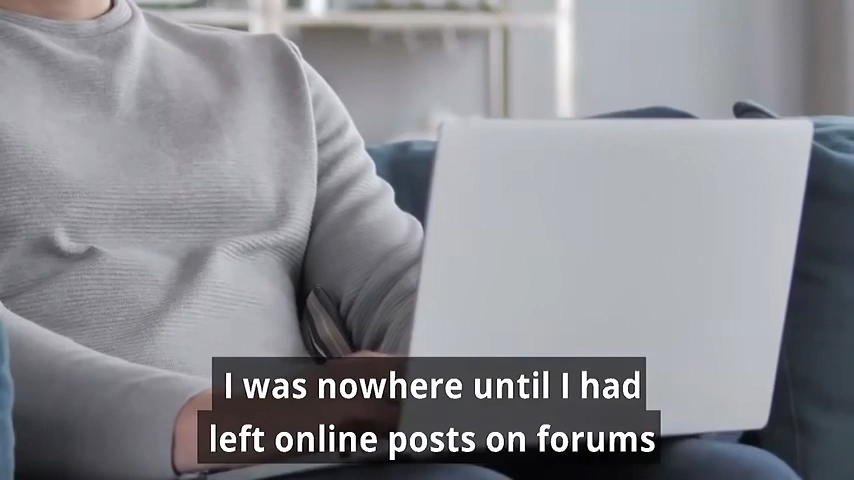 I was nowhere until I had
left online posts on forums